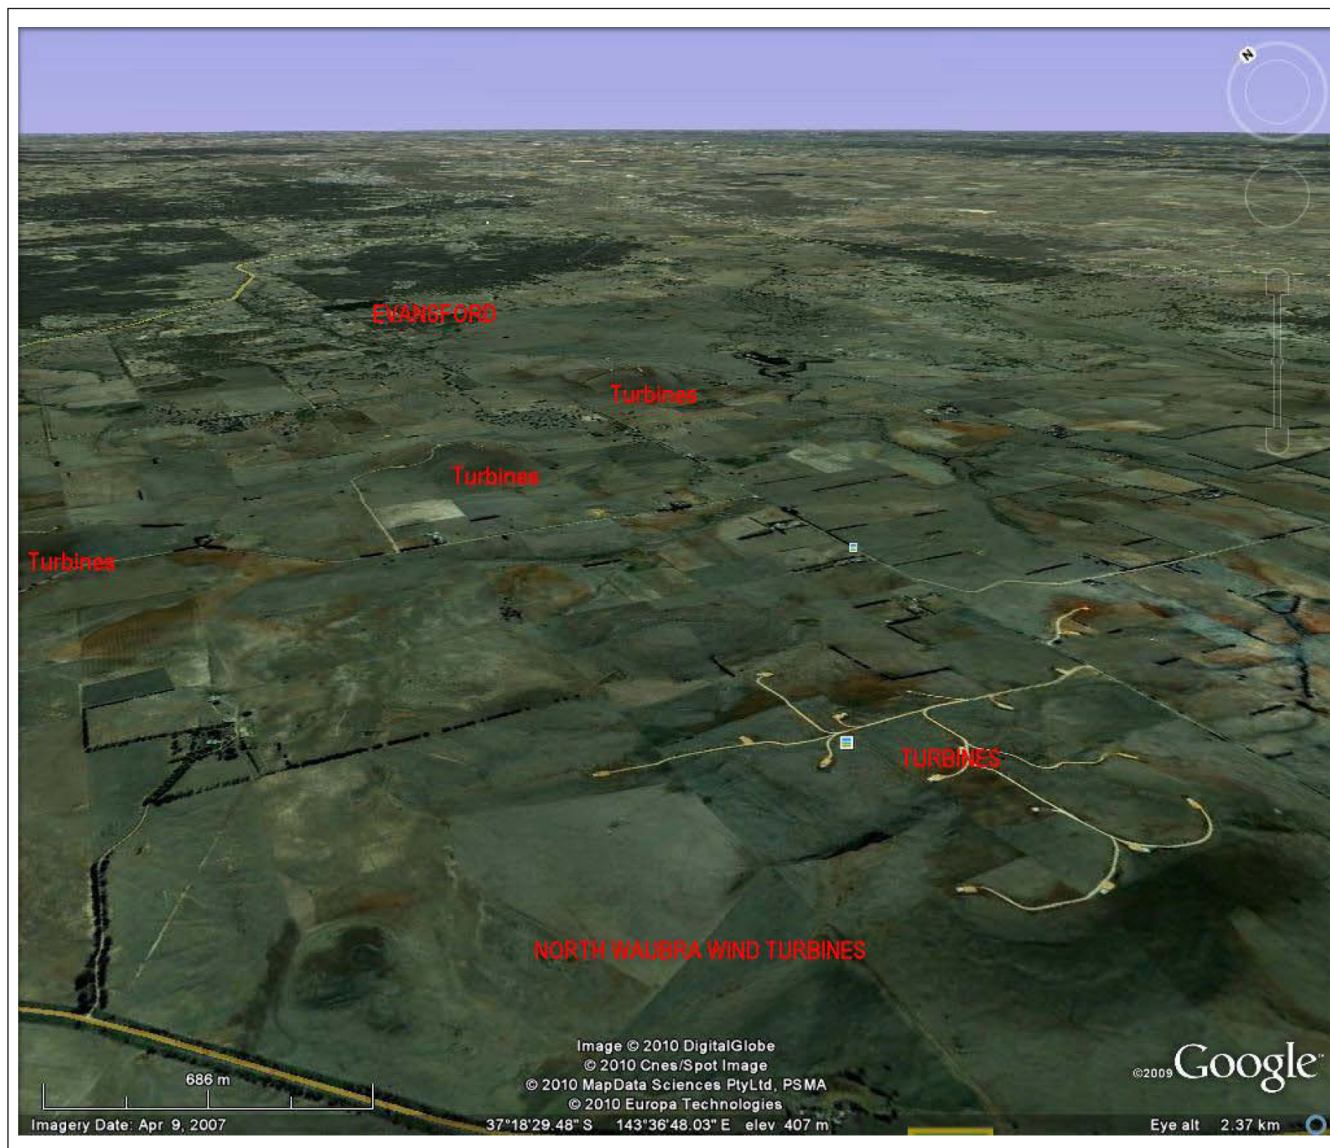 N
EVANSFORD
Turbines
Turbines
Turbines
TURBINES
NORTH WAUBRA WIND TURBINES
Image © 2010 DigitalGlobe
© 2010 Cnes/Spot Image
© 2010 MapData Sciences PtyLtd, PSMA
© 2010 Europa Technologies
©2009 Google™
686 m
Imagery Date: Apr 9, 2007 37°18'29.48" S 143°36'48.03" E elev 407 m Eye alt 2.37 km